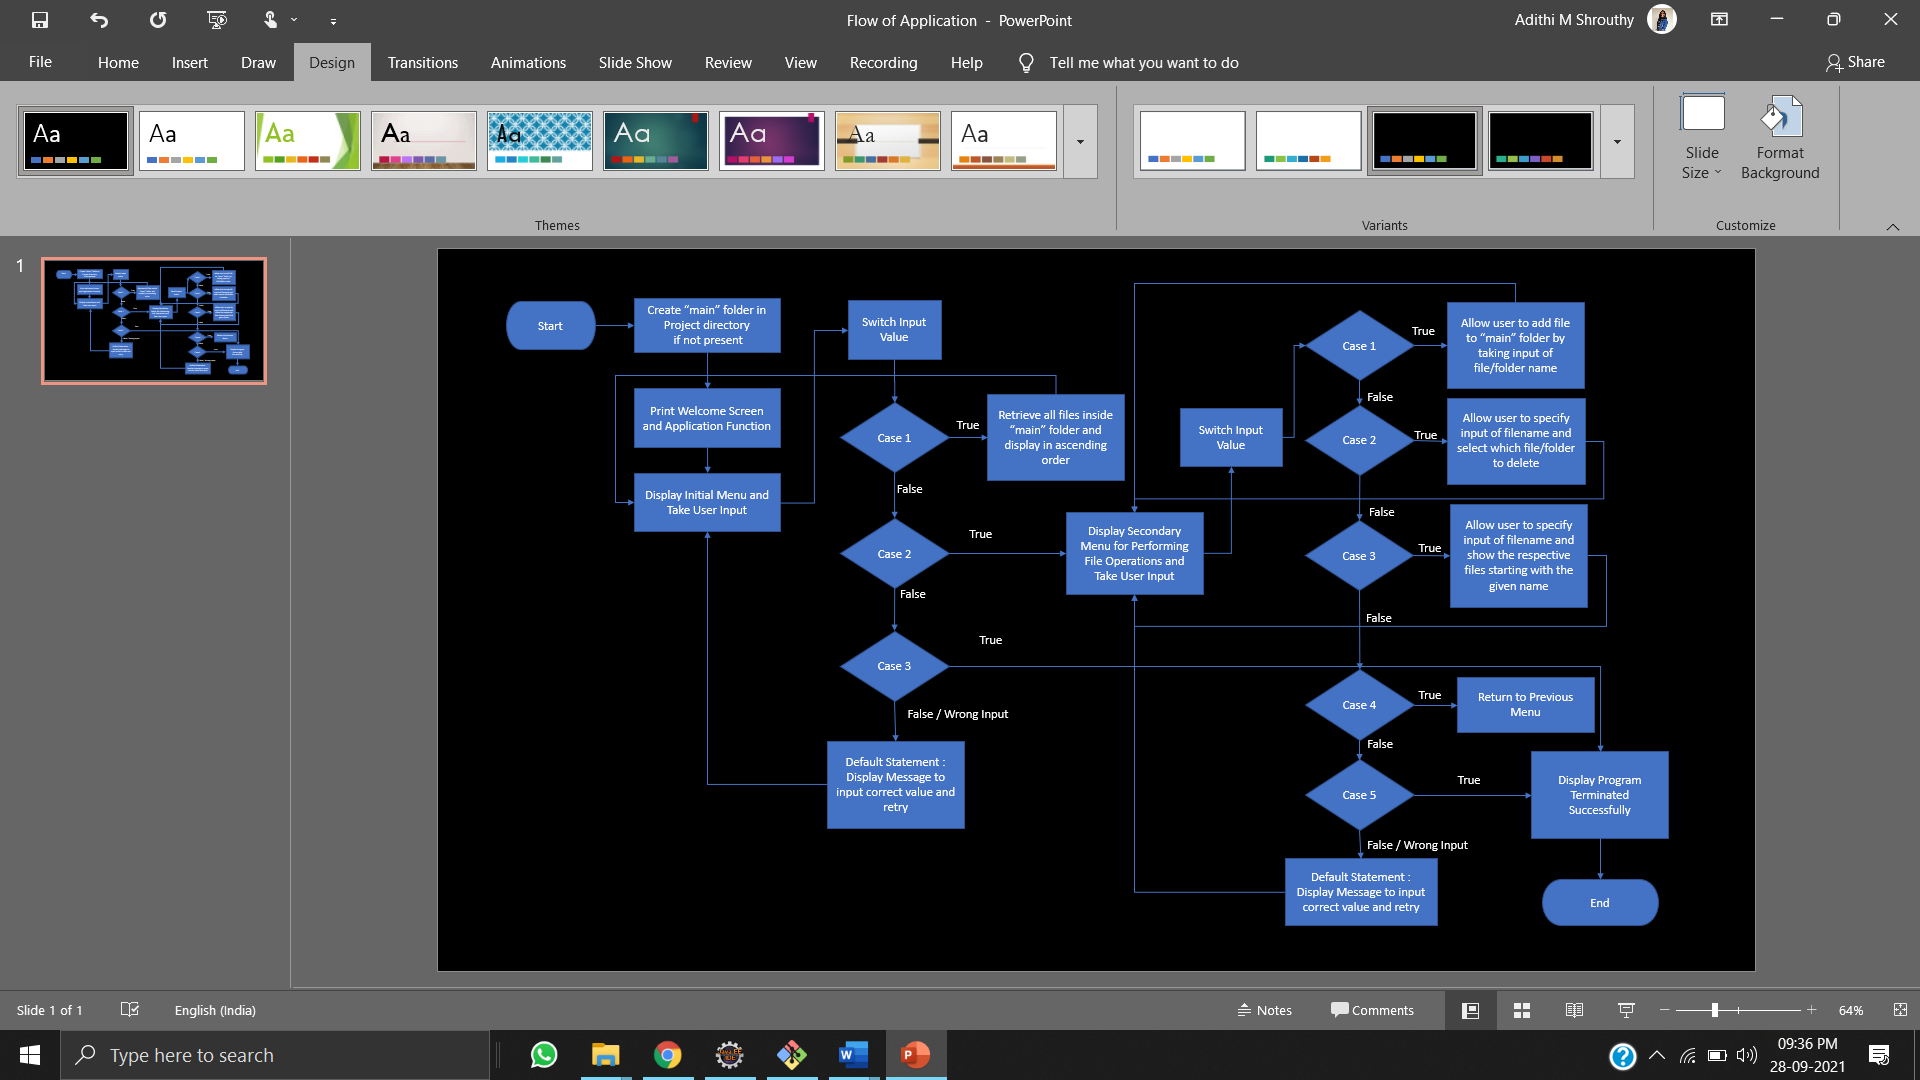 Flow of Application - PowerPoint
Adithi M Shrouthy
File
Home
Insert
Draw
Design
Transitions
Animations
Slide Show
Review
View
Recording
Help
Tell me what you want to do
Share
Aa
Aa
Aa
Aa
Aa
Aa
Aa
Aa
Aa
Slide
Size
Format
Background
Themes
Variants
Customize
1
Start
Create “main” folder in
Project directory
if not present
Print Welcome Screen
and Application Function
Display Initial Menu and
Take User Input
Switch Input
Value
Case 1
True
Retrieve all files inside
“main” folder and
display in ascending
order
False
Case 2
True
False
Case 3
True
False / Wrong Input
Default Statement :
Display Message to
input correct value and
retry
Display Secondary
Menu for Performing
File Operations and
Take User Input
Switch Input
Value
Case 1
True
Allow user to add file
to “main” folder by
taking input of
file/folder name
False
Case 2
True
Allow user to specify
input of filename and
select which file/folder
to delete
False
Case 3
True
Allow user to specify
input of filename and
show the respective
files starting with the
given name
False
Case 4
True
Return to Previous
Menu
False
Case 5
True
Display Program
Terminated
Successfully
False / Wrong Input
Default Statement :
Display Message to input
correct value and retry
End
Slide 1 of 1
English (India)
Notes
Comments
64%
Type here to search
09:36 PM
28-09-2021